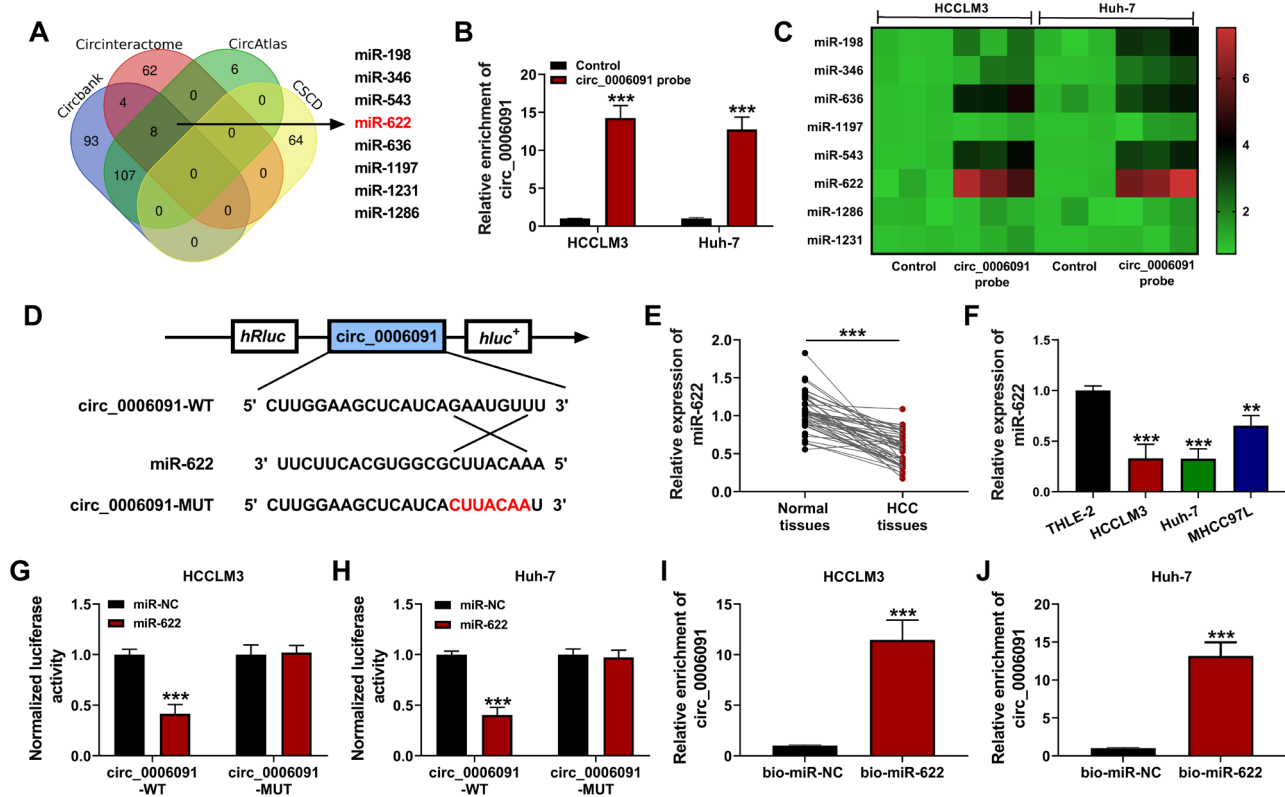 A
Circinteractome
CircAtlas
Circbank
CSCD
62
6
4
0
0
93
8
0
64
107
0
0
0
0
0
miR-198
miR-346
miR-543
miR-622
miR-636
miR-1197
miR-1231
miR-1286
B
Control
circ_0006091 probe
Relative enrichment of
circ_0006091
20
15
10
5
0
***
***
HCCLM3
Huh-7
C
HCCLM3
Huh-7
miR-198
miR-346
miR-636
miR-1197
miR-543
miR-622
miR-1286
miR-1231
Control
circ_0006091
probe
Control
circ_0006091
probe
6
4
2
D
hRluc
circ_0006091
hluc+
circ_0006091-WT 5' CUUGGAAGCUCAUCAGAAUGUUU 3'
miR-622 3' UUCUUCACGUGGCGCUUACAAA 5'
circ_0006091-MUT 5' CUUGGAAGCUCAUCACUUACAAU 3'
E
Relative expression of
miR-622
2.0
1.5
1.0
0.5
0.0
***
Normal
tissues
HCC
tissues
F
Relative expression of
miR-622
1.5
1.0
0.5
0.0
***
***
**
THLE-2
HCCLM3
Huh-7
MHCC97L
G
HCCLM3
Normalized luciferase
activity
1.5
1.0
0.5
0.0
miR-NC
miR-622
***
circ_0006091
-WT
circ_0006091
-MUT
H
Huh-7
Normalized luciferase
activity
1.5
1.0
0.5
0.0
miR-NC
miR-622
***
circ_0006091
-WT
circ_0006091
-MUT
I
HCCLM3
Relative enrichment of
circ_0006091
15
10
5
0
***
bio-miR-NC
bio-miR-622
J
Huh-7
Relative enrichment of
circ_0006091
20
15
10
5
0
***
bio-miR-NC
bio-miR-622